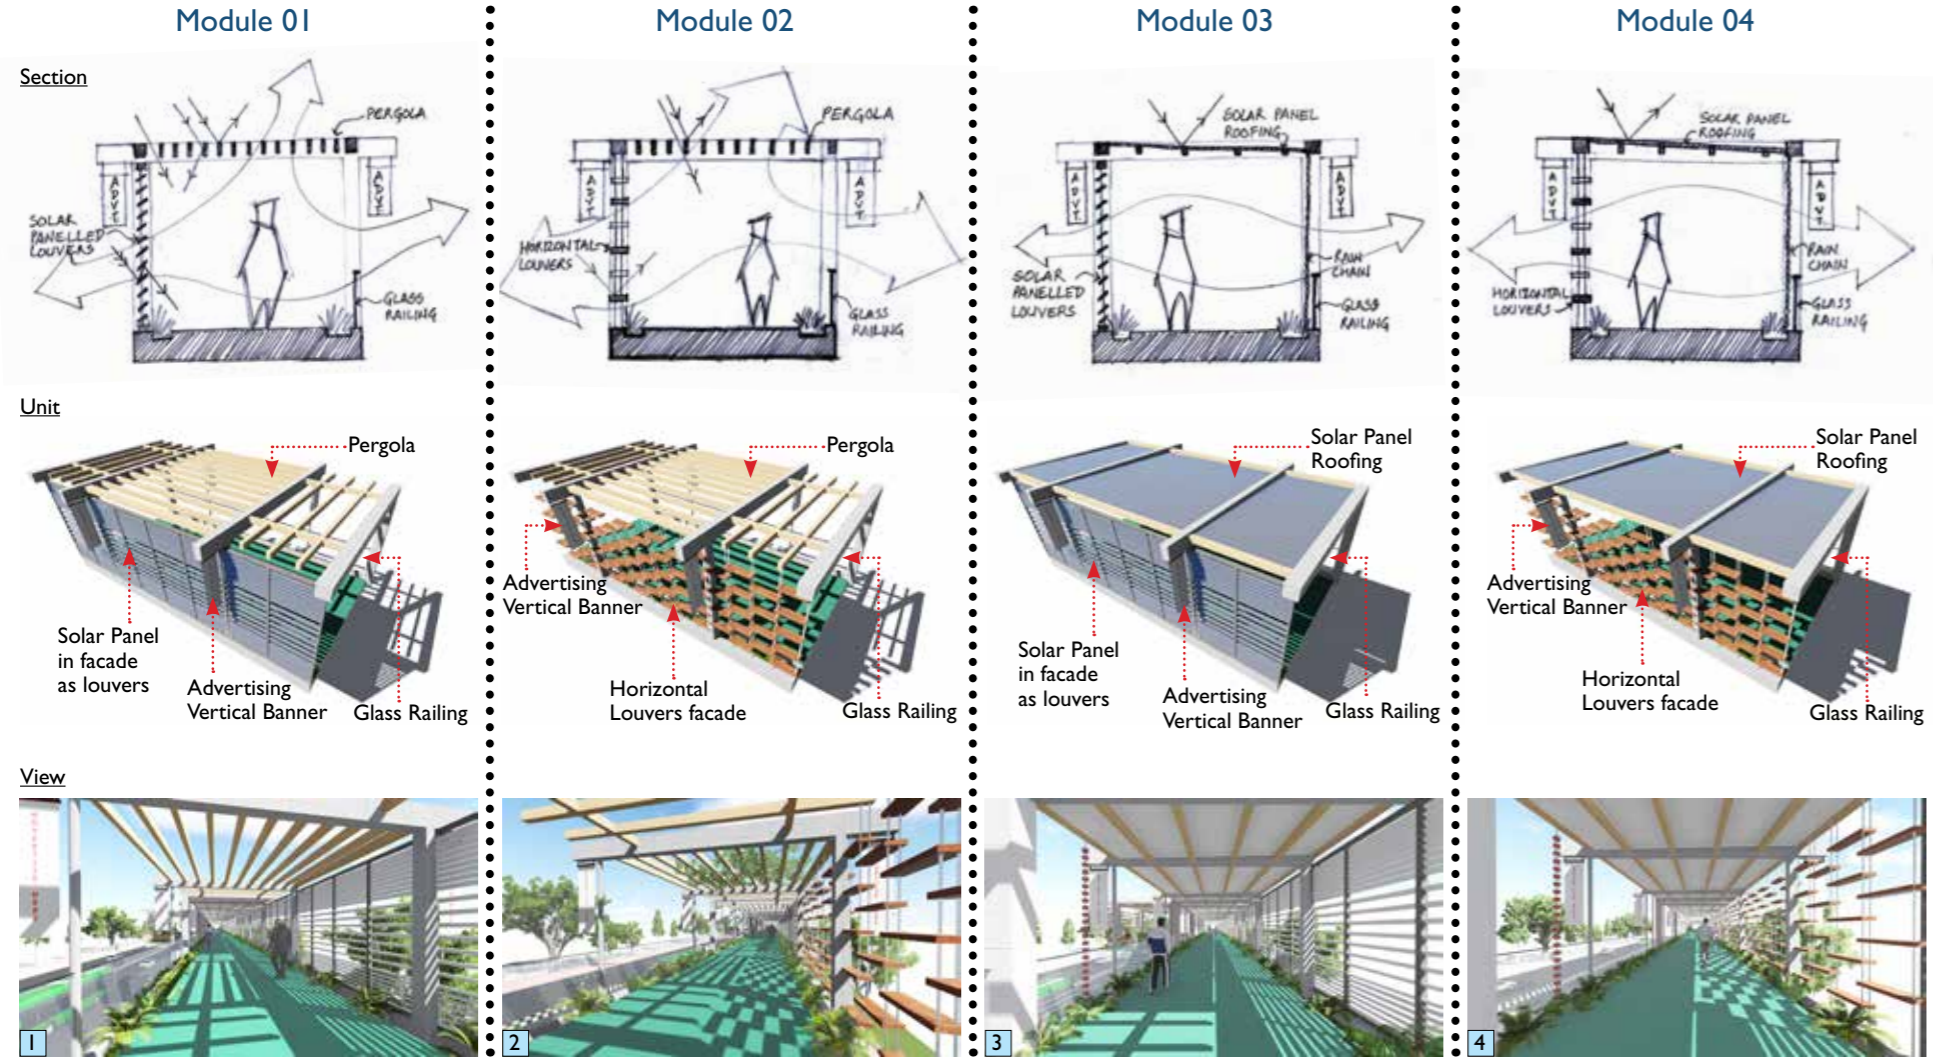 Module 01
Module 02
Module 03
Module 04
Section
PERGOLA
ADVT.
ADVT.
SOLAR
PANELLED
LOUVERS
GLASS
RAILING
PERGOLA
ADVT
ADVT
HORIZONTAL
LOUVERS
GLASS
RAILING
SOLAR PANEL
ROOFING
ADVT
ADVT
SOLAR
PANELLED
LOUVERS
RAIN
CHAIN
GLASS
RAILING
SOLAR PANEL
ROOFING
ADVT
ADVT
HORIZONTAL
LOUVERS
RAIN
CHAIN
GLASS
RAILING
Unit
Pergola
Solar Panel
in facade
as louvers
Advertising
Vertical Banner
Glass Railing
Pergola
Advertising
Vertical Banner
Horizontal
Louvers facade
Glass Railing
Solar Panel
Roofing
Solar Panel
in facade
as louvers
Advertising
Vertical Banner
Glass Railing
Solar Panel
Roofing
Advertising
Vertical Banner
Horizontal
Louvers facade
Glass Railing
View
1
2
3
4